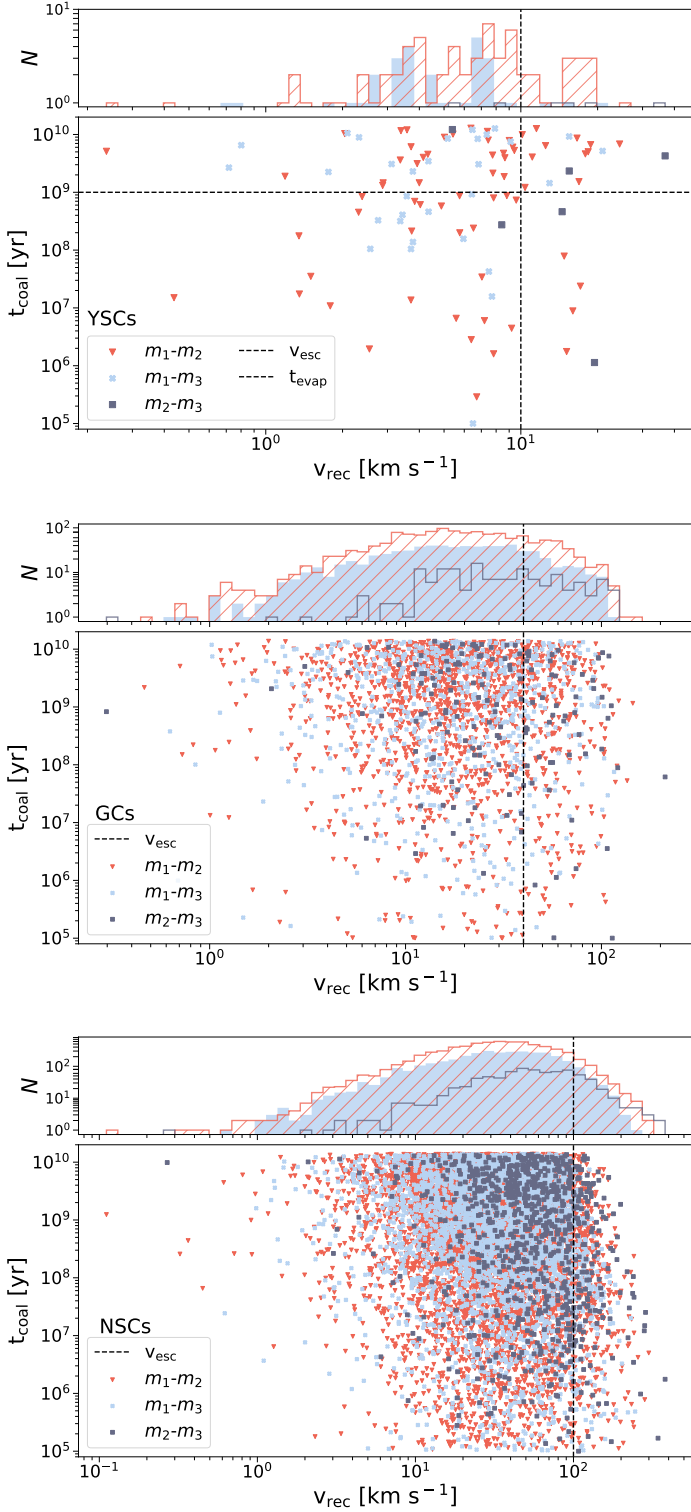 10¹
N
10⁰
10¹⁰
10⁹
10⁸
10⁷
10⁶
10⁵
t_coal [yr]
YSCs
m₁-m₂
m₁-m₃
m₂-m₃
v_esc
t_evap
10⁰
10¹
v_rec [km s⁻¹]
10²
10¹
10⁰
N
10¹⁰
10⁹
10⁸
10⁷
10⁶
10⁵
t_coal [yr]
GCs
v_esc
m₁-m₂
m₁-m₃
m₂-m₃
10⁰
10¹
10²
v_rec [km s⁻¹]
10²
10¹
10⁰
N
10¹⁰
10⁹
10⁸
10⁷
10⁶
10⁵
t_coal [yr]
NSCs
v_esc
m₁-m₂
m₁-m₃
m₂-m₃
10⁻¹
10⁰
10¹
10²
v_rec [km s⁻¹]